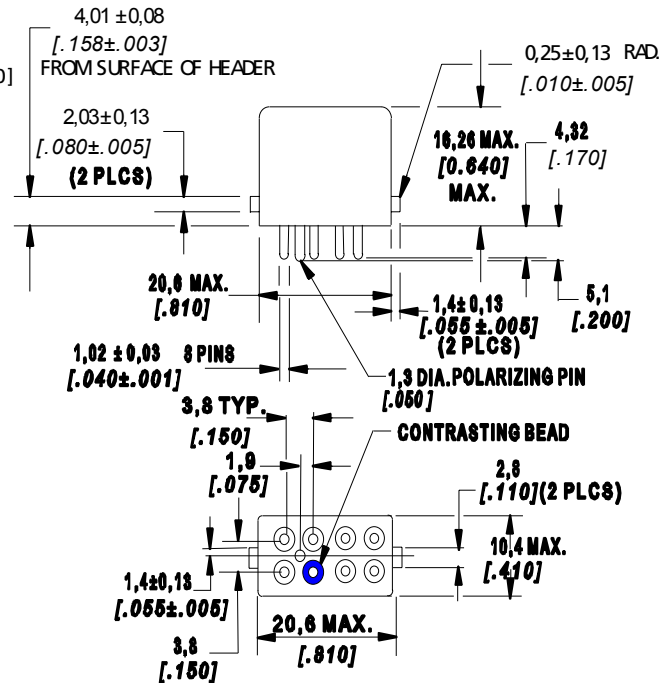 4,01 ±0,08
[.158±.003]
FROM SURFACE OF HEADER
0]
0,25±0,13 RAD.
[.010±.005]
2,03±0,13
[.080±.005]
(2 PLCS)
16,26 MAX.
[0.640]
MAX.
4,32
[.170]
20,6 MAX.
[.810]
1,4±0,13
[.055 ±.005]
(2 PLCS)
5,1
[.200]
1,02 ±0,03 8 PINS
[.040±.001]
1,3 DIA.POLARIZING PIN
[.050]
3,8 TYP.
[.150]
CONTRASTING BEAD
1,9
[.075]
2,8
[.110](2 PLCS)
10,4 MAX.
[.410]
1,4±0,13
[.055±.005]
20,6 MAX.
[.810]
3,8
[.150]